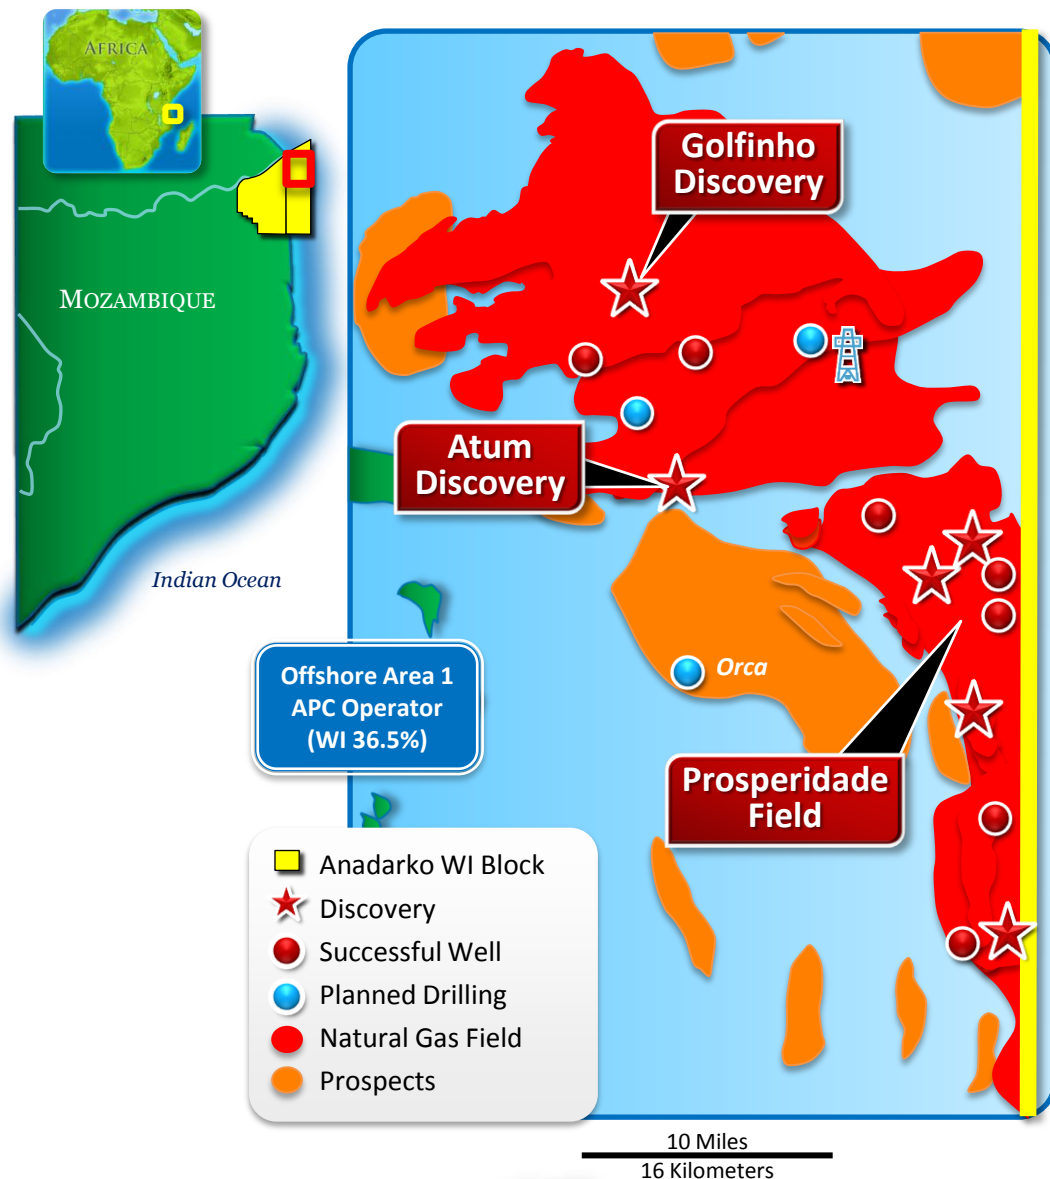 AFRICA
MOZAMBIQUE
Indian Ocean
Golfinho
Discovery
Atum
Discovery
Orca
Prosperidade
Field
Offshore Area 1
APC Operator
(WI 36.5%)
Anadarko WI Block
Discovery
Successful Well
Planned Drilling
Natural Gas Field
Prospects
10 Miles
16 Kilometers